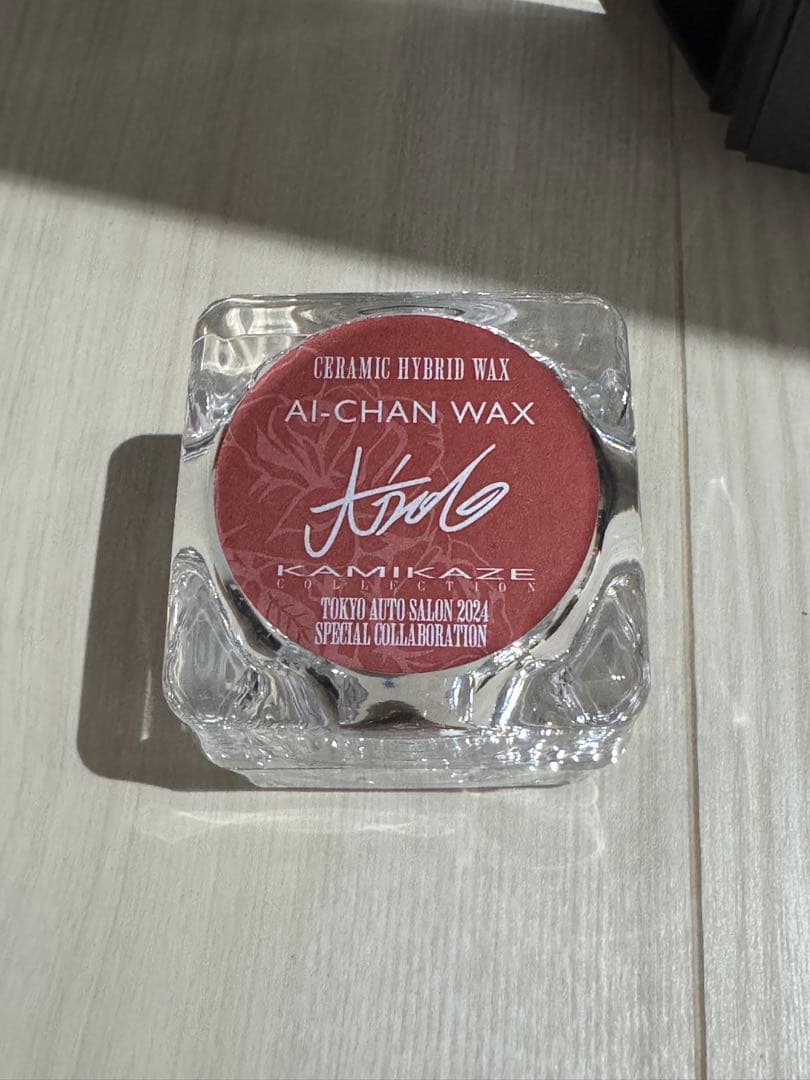 CERAMIC HYBRID WAX
AI-CHAN WAX
KAMIKAZE
COLLECTION
TOKYO AUTO SALON 2024
SPECIAL COLLABORATION